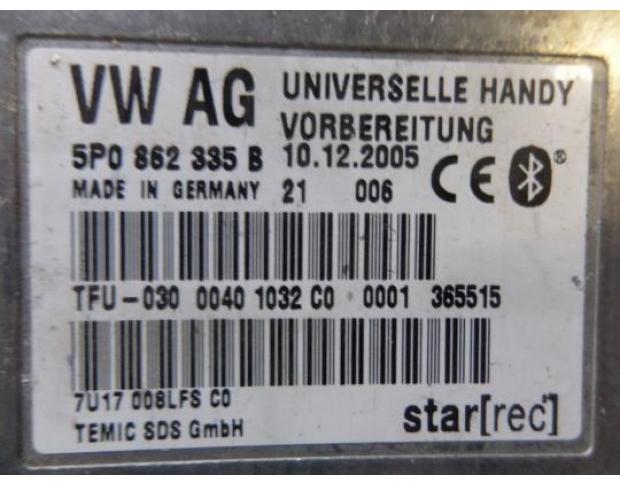 VW AG UNIVERSELLE HANDY
VORBEREITUNG
5P0 862 335 B 10.12.2005
MADE IN GERMANY 21 006 CE ®
TFU-030 0040 1032 C0 0001 365515
7U17 008LFS C0
TEMIC SDS GmbH
star[rec]